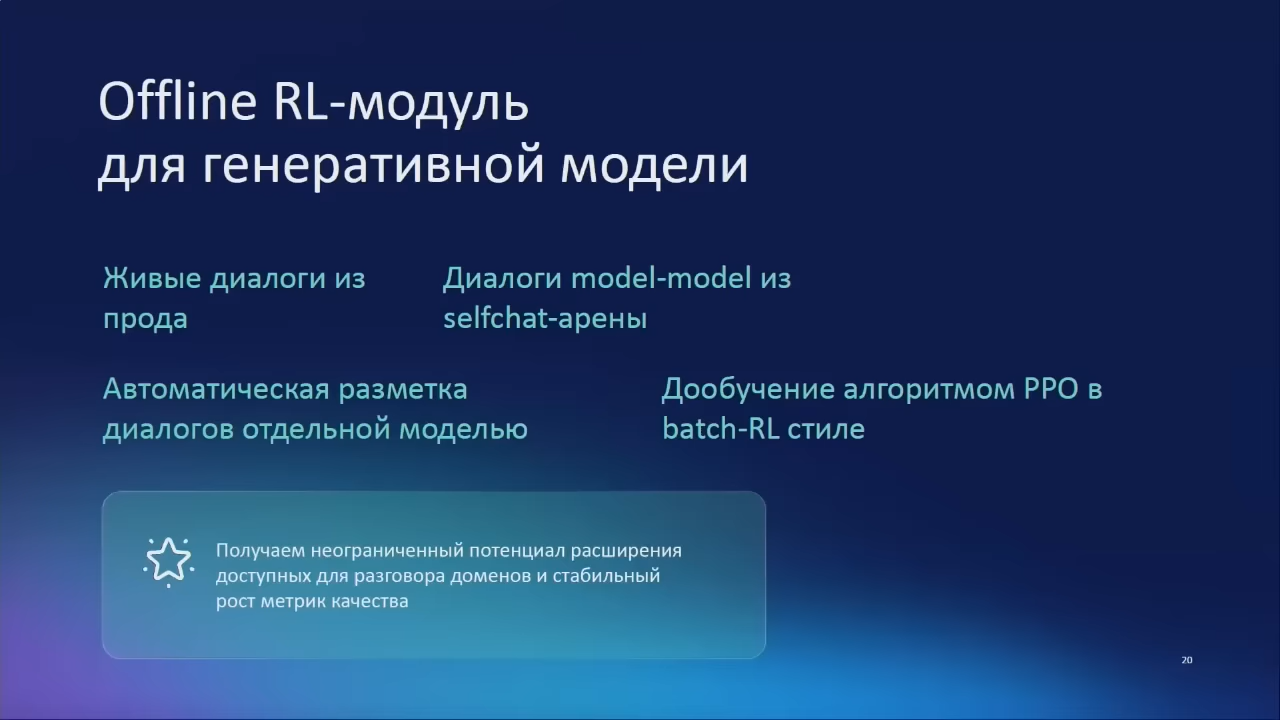 Offline RL-модуль
для генеративной модели
Живые диалоги из
прода
Диалоги model-model из
selfchat-арены
Автоматическая разметка
диалогов отдельной моделью
Дообучение алгоритмом PPO в
batch-RL стиле
Получаем неограниченный потенциал расширения
доступных для разговора доменов и стабильный
рост метрик качества
20